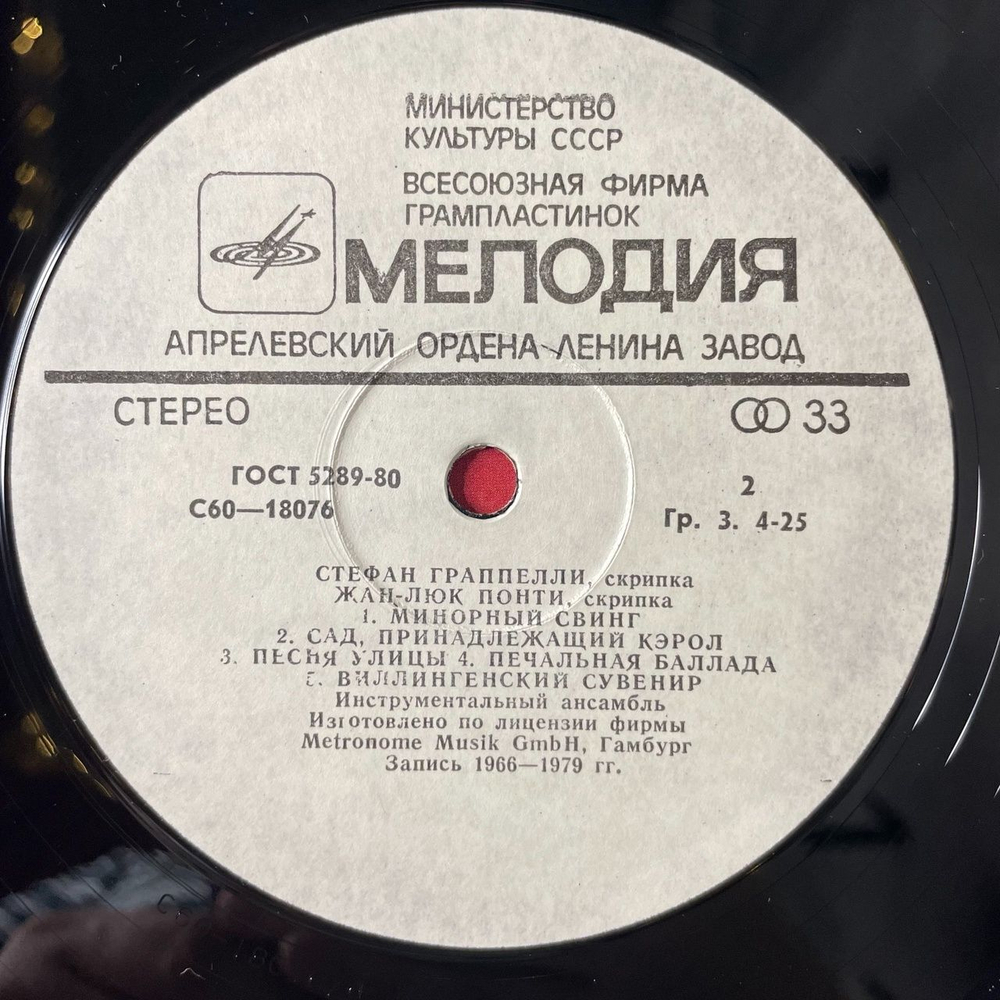 МИНИСТЕРСТВО
КУЛЬТУРЫ СССР
ВСЕСОЮЗНАЯ ФИРМА
ГРАМПЛАСТИНОК
МЕЛОДИЯ
АПРЕЛЕВСКИЙ ОРДЕНА ЛЕНИНА ЗАВОД
СТЕРЕО
33
ГОСТ 5289-80
С60—18076
2
Гр. 3. 4-25
СТЕФАН ГРАППЕЛЛИ, скрипка
ЖАН-ЛЮК ПОНТИ, скрипка
1. МИНОРНЫЙ СВИНГ
2. САД, ПРИНАДЛЕЖАЩИЙ КЭРОЛ
3. ПЕСНЯ УЛИЦЫ 4. ПЕЧАЛЬНАЯ БАЛЛАДА
5. ВИЛЛИНГЕНСКИЙ СУВЕНИР
Инструментальный ансамбль
Изготовлено по лицензии фирмы
Metronome Musik GmbH, Гамбург
Запись 1966—1979 гг.